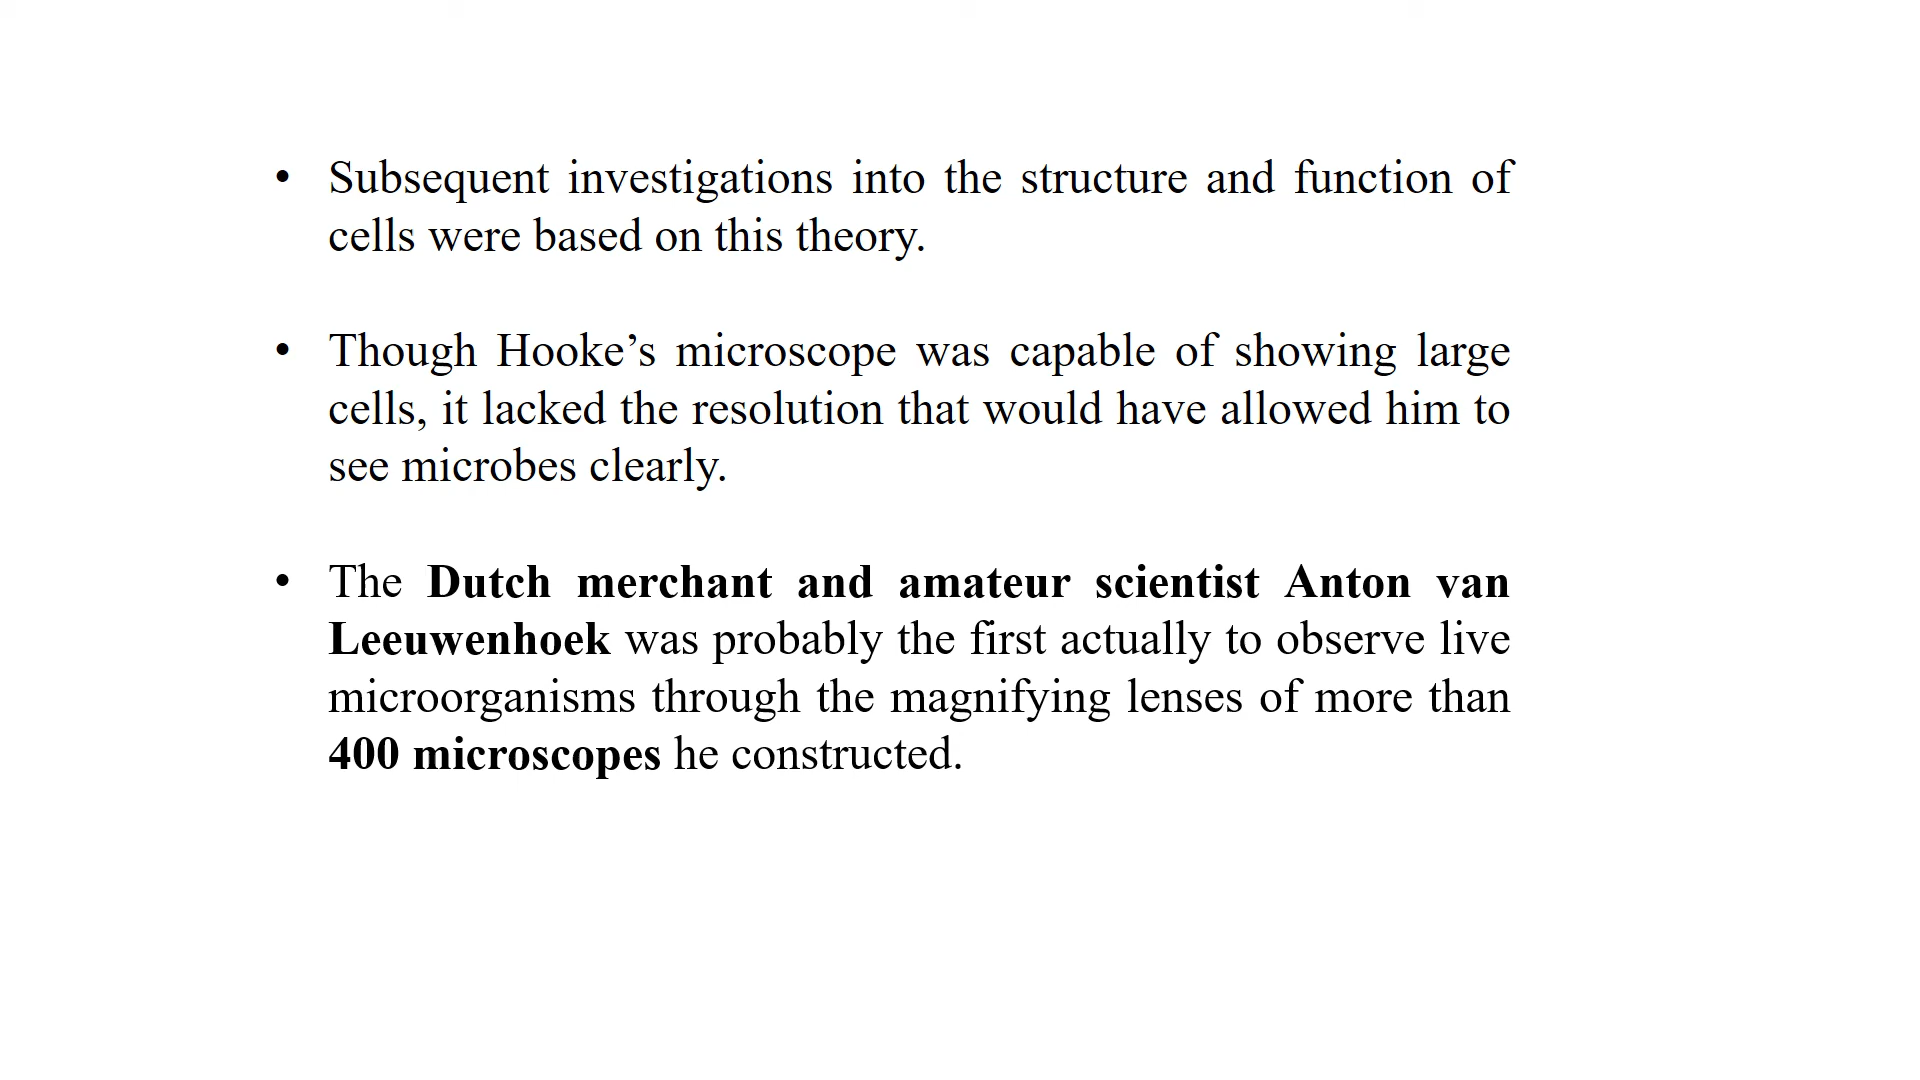 • Subsequent investigations into the structure and function of
cells were based on this theory.
• Though Hooke’s microscope was capable of showing large
cells, it lacked the resolution that would have allowed him to
see microbes clearly.
• The Dutch merchant and amateur scientist Anton van
Leeuwenhoek was probably the first actually to observe live
microorganisms through the magnifying lenses of more than
400 microscopes he constructed.